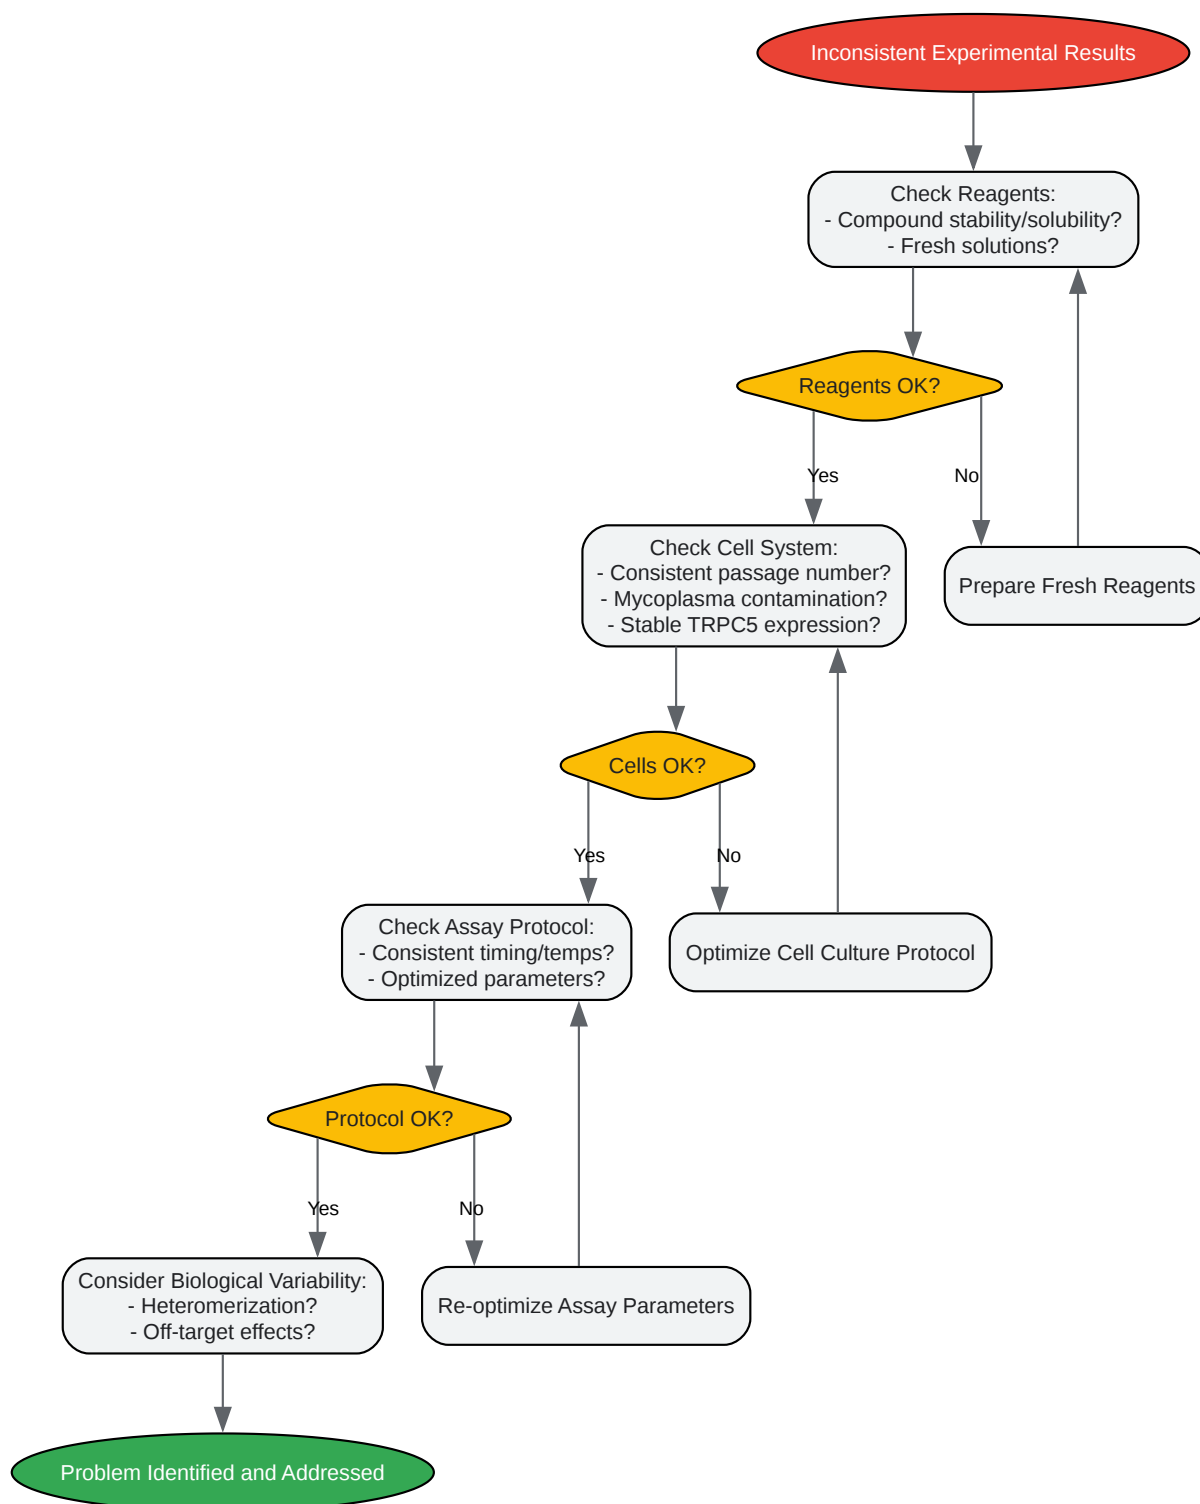 Inconsistent Experimental Results
Check Reagents:
- Compound stability/solubility?
- Fresh solutions?
Reagents OK?
Yes
No
Check Cell System:
- Consistent passage number?
- Mycoplasma contamination?
- Stable TRPC5 expression?
Prepare Fresh Reagents
Cells OK?
Yes
No
Check Assay Protocol:
- Consistent timing/temps?
- Optimized parameters?
Optimize Cell Culture Protocol
Protocol OK?
Yes
No
Consider Biological Variability:
- Heteromerization?
- Off-target effects?
Re-optimize Assay Parameters
Problem Identified and Addressed